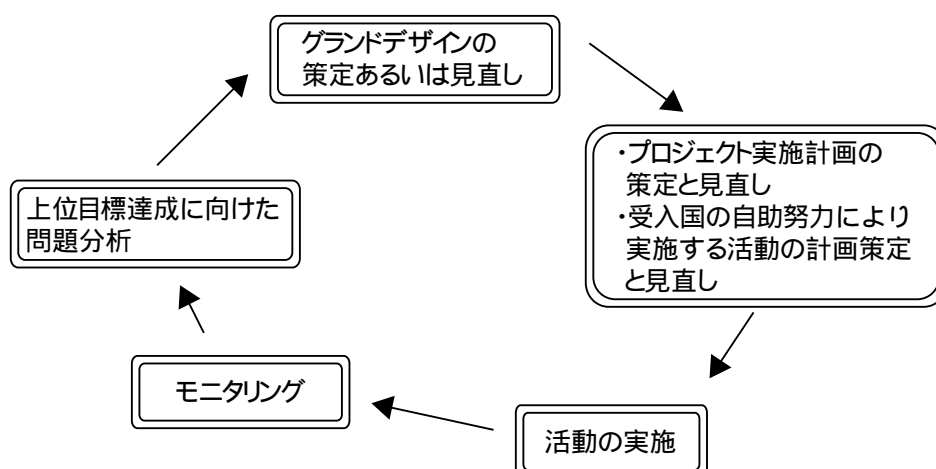 グランドデザインの
策定あるいは見直し
・プロジェクト実施計画の
策定と見直し
・受入国の自助努力により
実施する活動の計画策定
と見直し
上位目標達成に向けた
問題分析
モニタリング
活動の実施